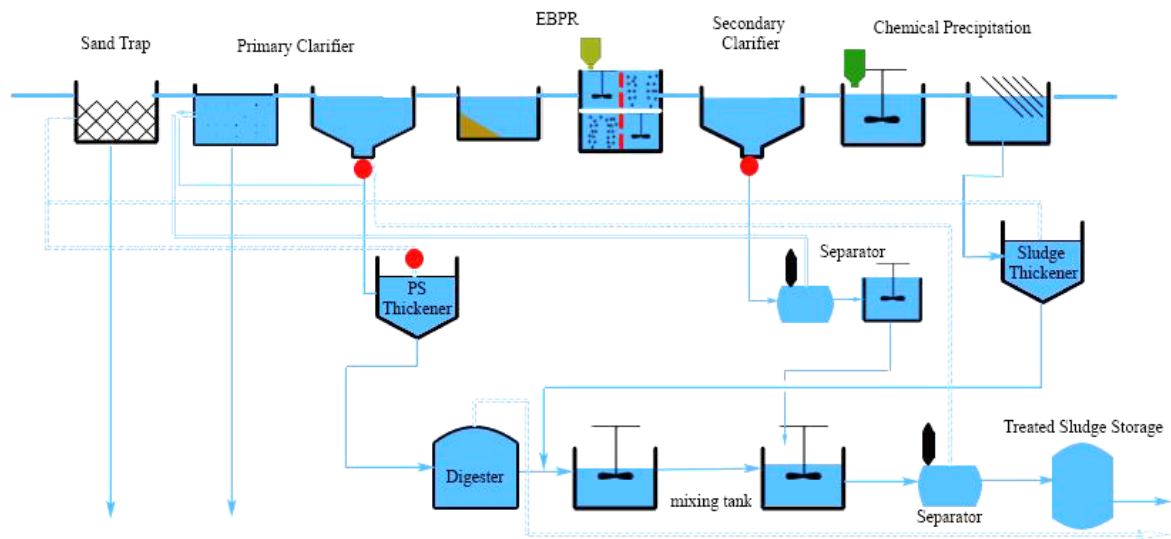 EBPR
Sand Trap
Primary Clarifier
Secondary
Clarifier
Chemical Precipitation
Separator
Sludge
Thickener
PS
Thickener
Digester
mixing tank
Separator
Treated Sludge Storage